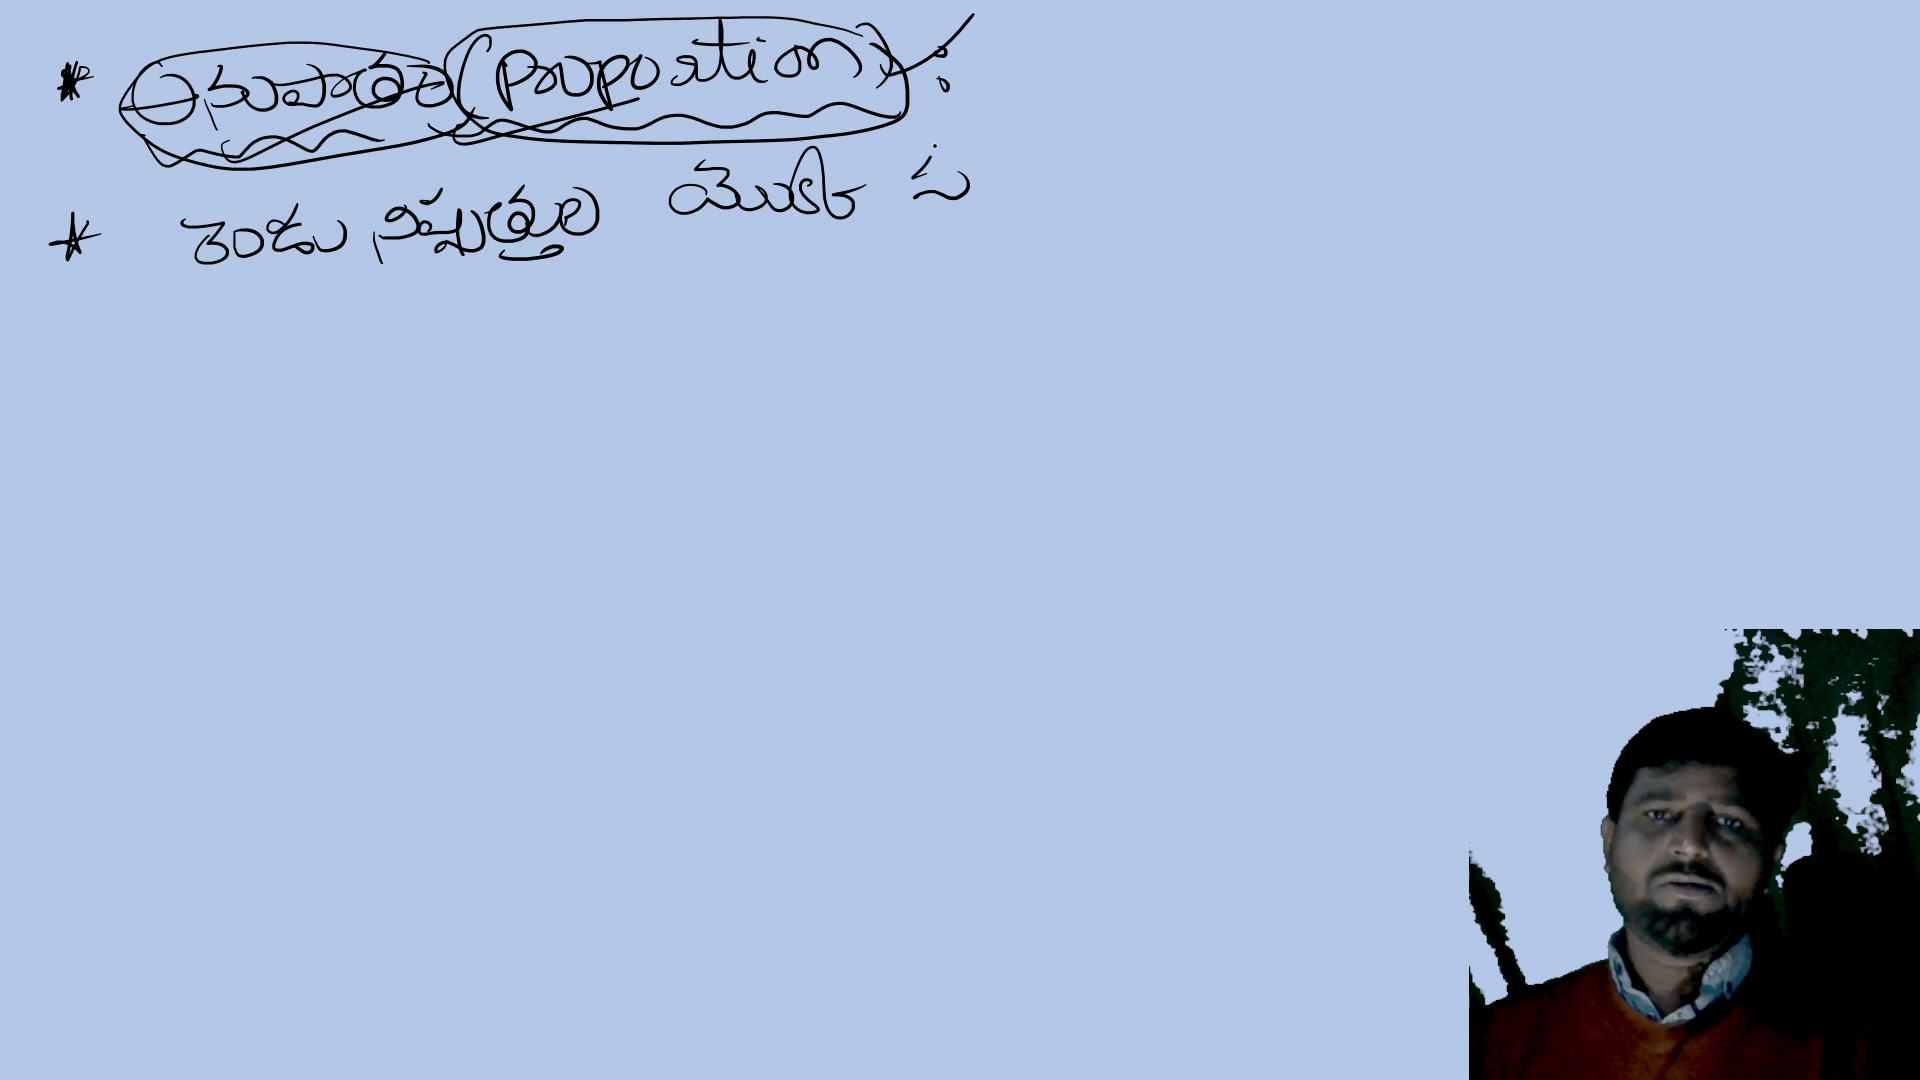 * అనుపాతం (Proportion) :
* రెండు నిష్పత్తుల యొక్క స